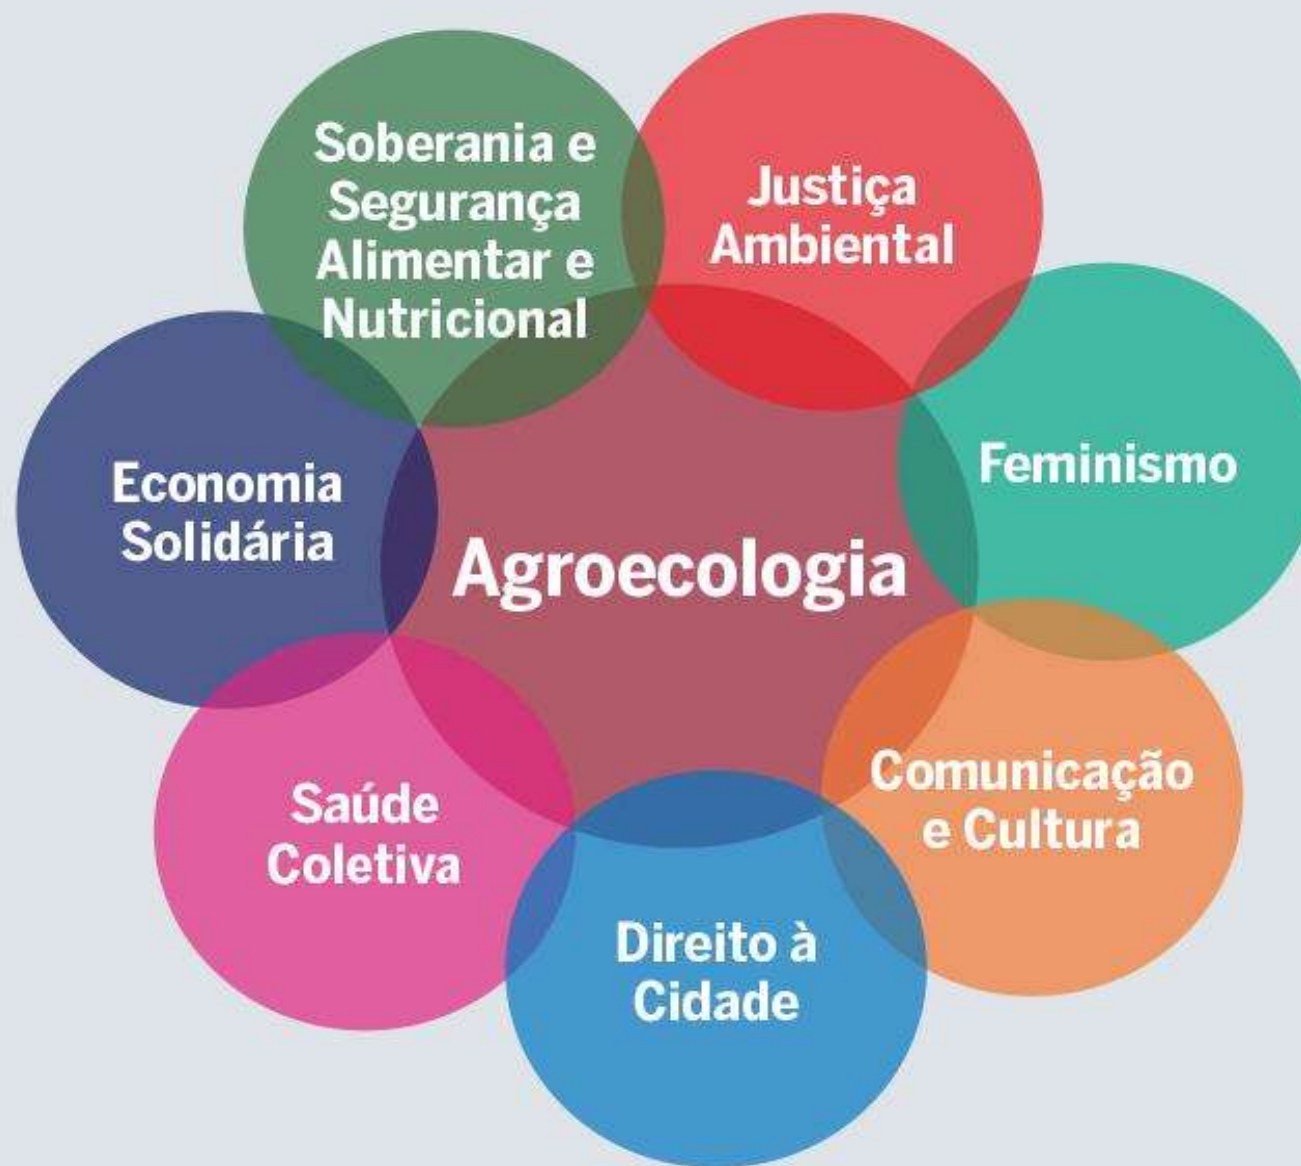 Soberania e
Segurança
Alimentar e
Nutricional
Justiça
Ambiental
Feminismo
Economia
Solidária
Agroecologia
Comunicação
e Cultura
Saúde
Coletiva
Direito à
Cidade